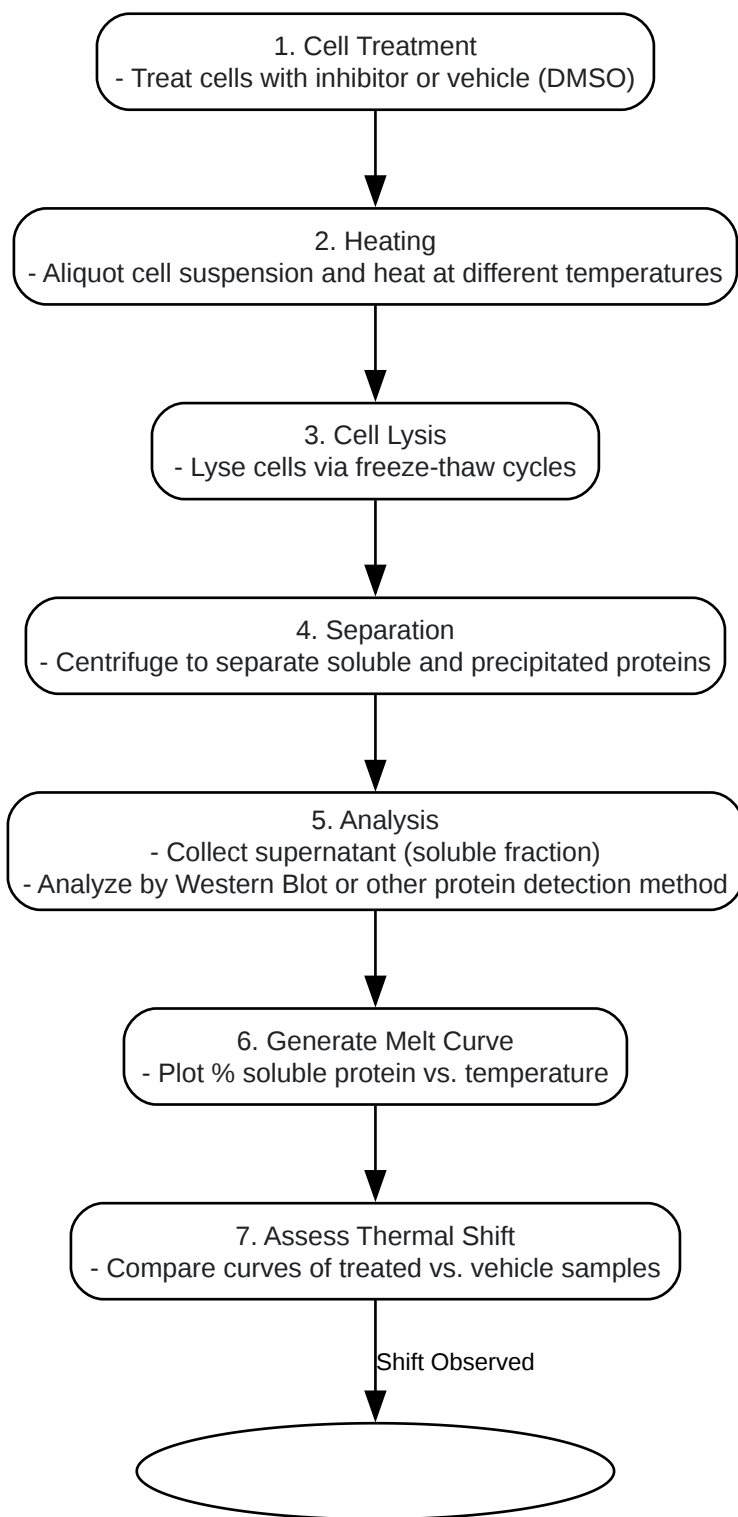 1. Cell Treatment
- Treat cells with inhibitor or vehicle (DMSO)
2. Heating
- Aliquot cell suspension and heat at different temperatures
3. Cell Lysis
- Lyse cells via freeze-thaw cycles
4. Separation
- Centrifuge to separate soluble and precipitated proteins
5. Analysis
- Collect supernatant (soluble fraction)
- Analyze by Western Blot or other protein detection method
6. Generate Melt Curve
- Plot % soluble protein vs. temperature
7. Assess Thermal Shift
- Compare curves of treated vs. vehicle samples
Shift Observed